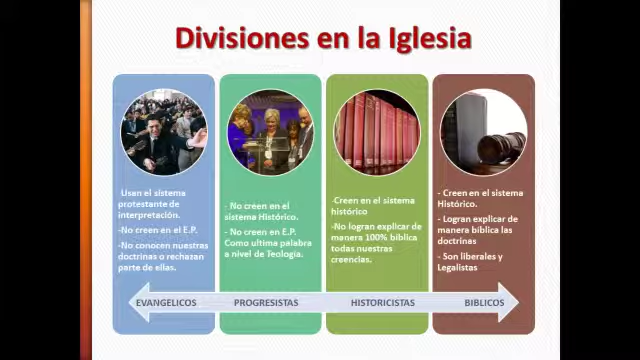 Divisiones en la Iglesia
Usan el sistema
protestante de
interpretación.
-No creen en el E.P.
-No conocen nuestras
doctrinas o rechazan
parte de ellas.
EVANGELICOS
- No creen en el
sistema Histórico.
- No creen en E.P.
Como ultima palabra
a nivel de Teología.
PROGRESISTAS
-Creen en el sistema
histórico
-No logran explicar de
manera 100% bíblica
todas nuestras
creencias.
HISTORICISTAS
- Creen en el sistema
Histórico.
- Logran explicar de
manera bíblica las
doctrinas
- Son liberales y
Legalistas
BIBLICOS